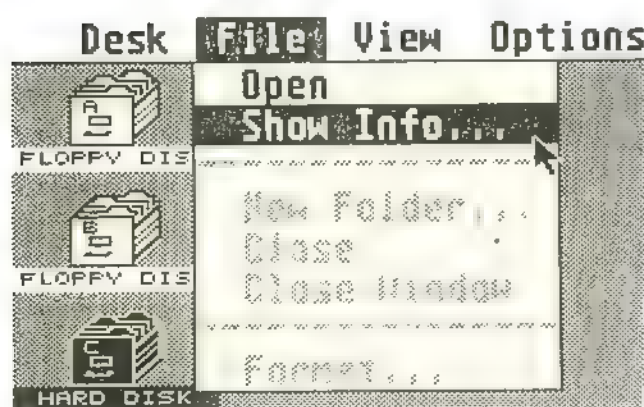 Desk File View Options
Open
Show Info...
A
FLOPPY DIS
New Folder...
B
Close
FLOPPY DIS
Close Window
C
Format...
HARD DISK